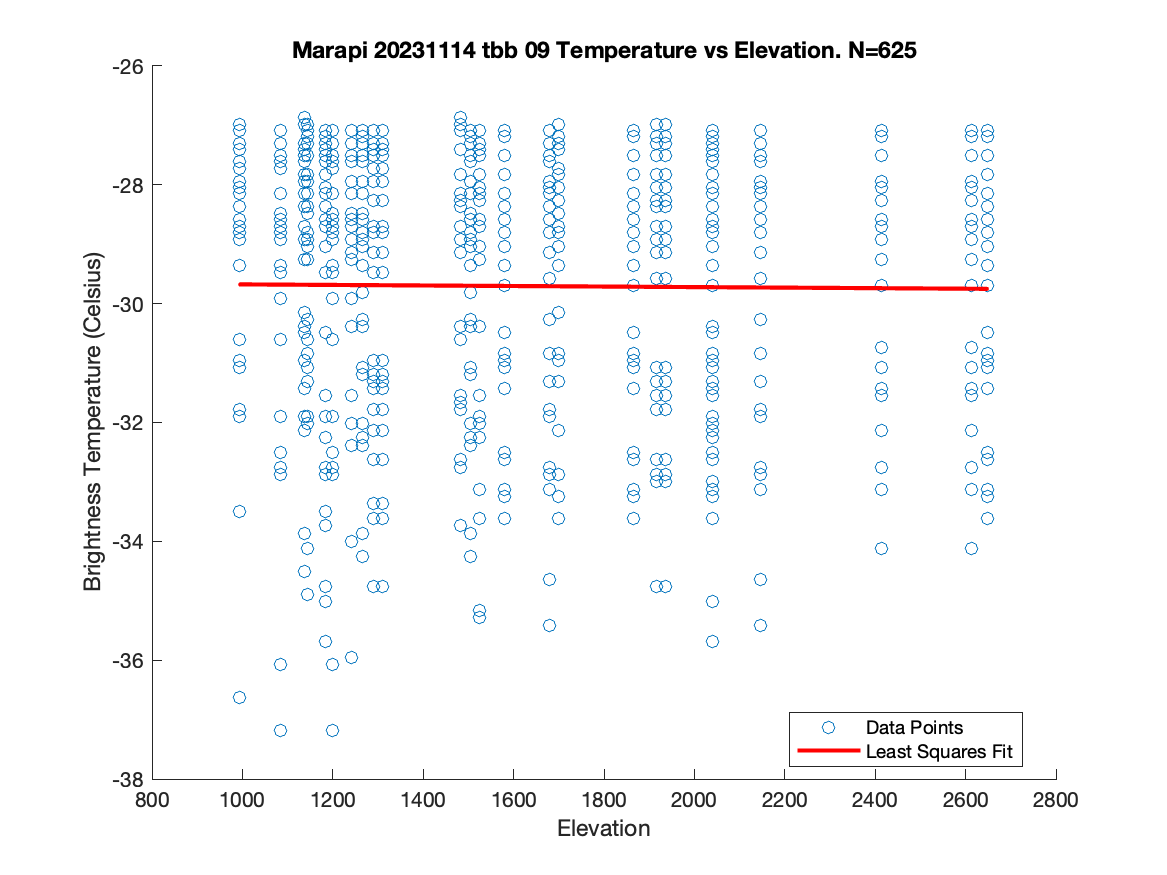 Marapi 20231114 tbb 09 Temperature vs Elevation. N=625
-26
-28
-30
-32
-34
-36
-38
Brightness Temperature (Celsius)
Data Points
Least Squares Fit
800 1000 1200 1400 1600 1800 2000 2200 2400 2600 2800
Elevation